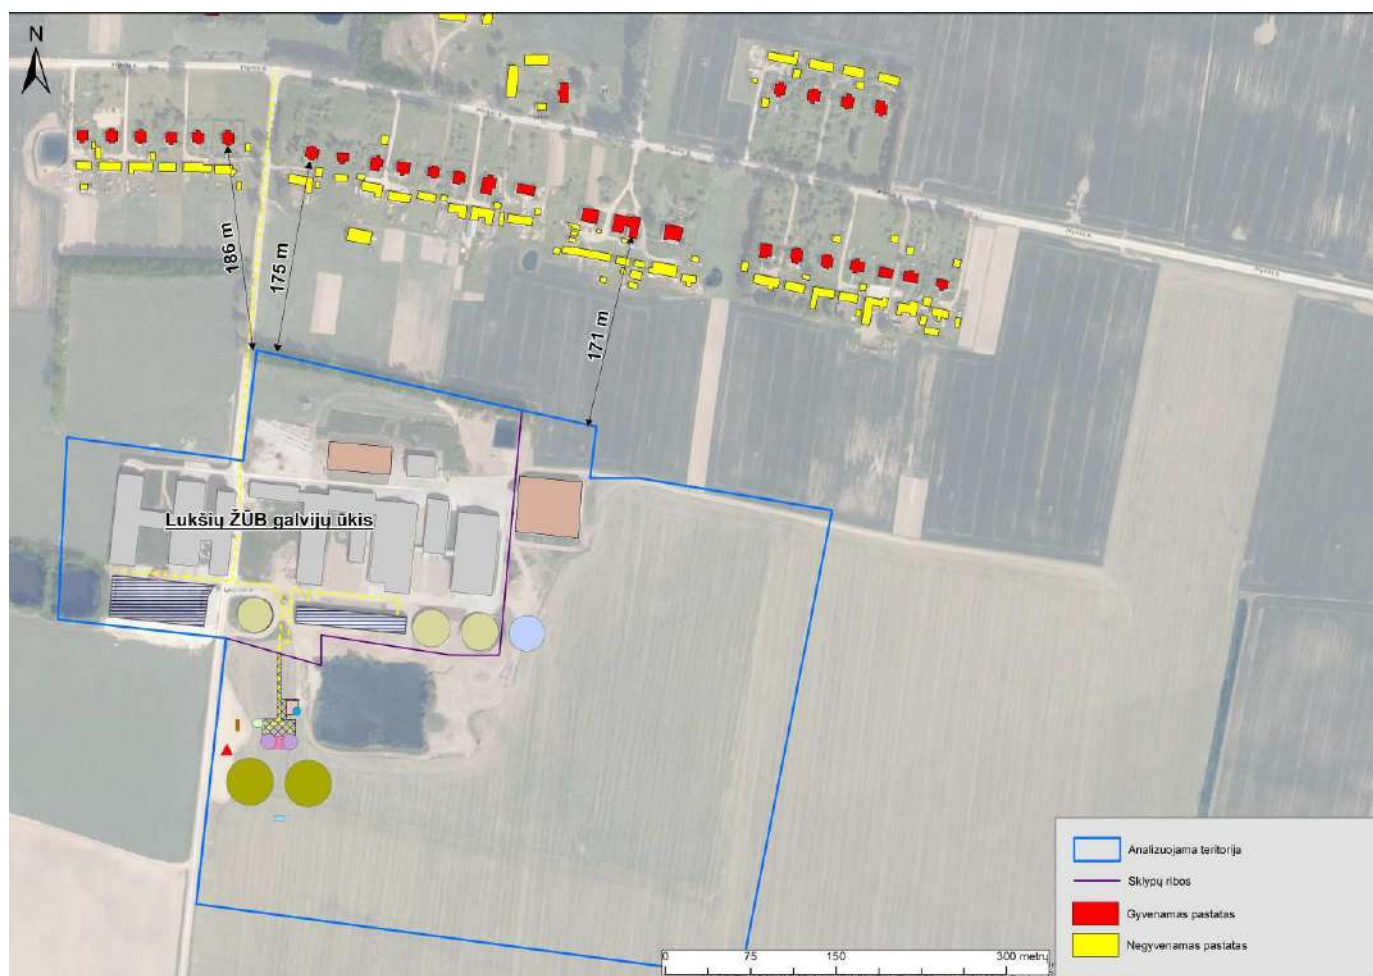 N
186 m
175 m
171 m
Lukšių ŽŪB galvijų ūkis
Analizuojama teritorija
Sklypų ribos
Gyvenamas pastatas
Negyvenamas pastatas
0 75 150 300 metrų